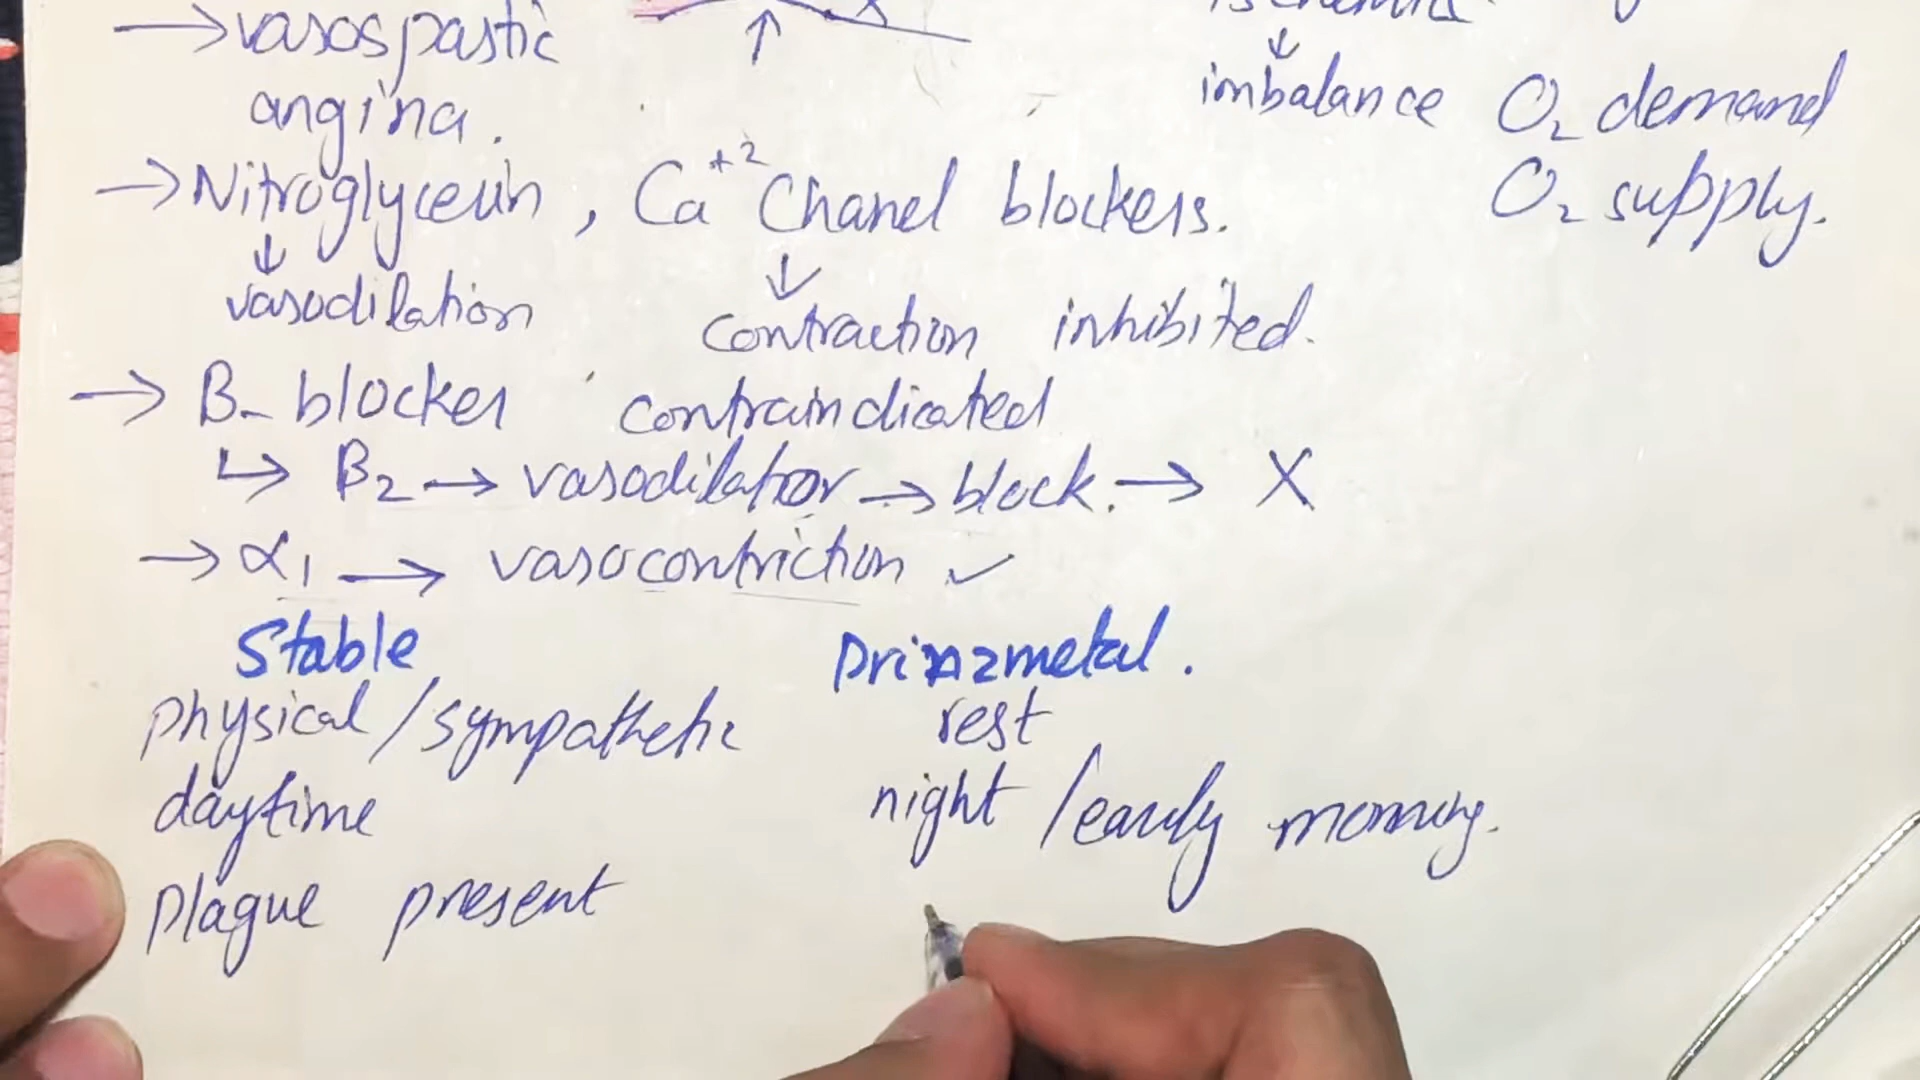 → vasospastic
angina.
↑
X
↓
imbalance O₂ demand
O₂ supply.
→ Nitroglycerin, Ca⁺² Chanel blockers.
↓ ↓
vasodilation contraction inhibited.
→ B- blocker contraindicated
↳ B₂ → vasodilator → block. → X
→ α₁ → vasocontriction ✓
Stable Prinzmetal.
physical/sympathetic rest
daytime night/early morning.
Plague present